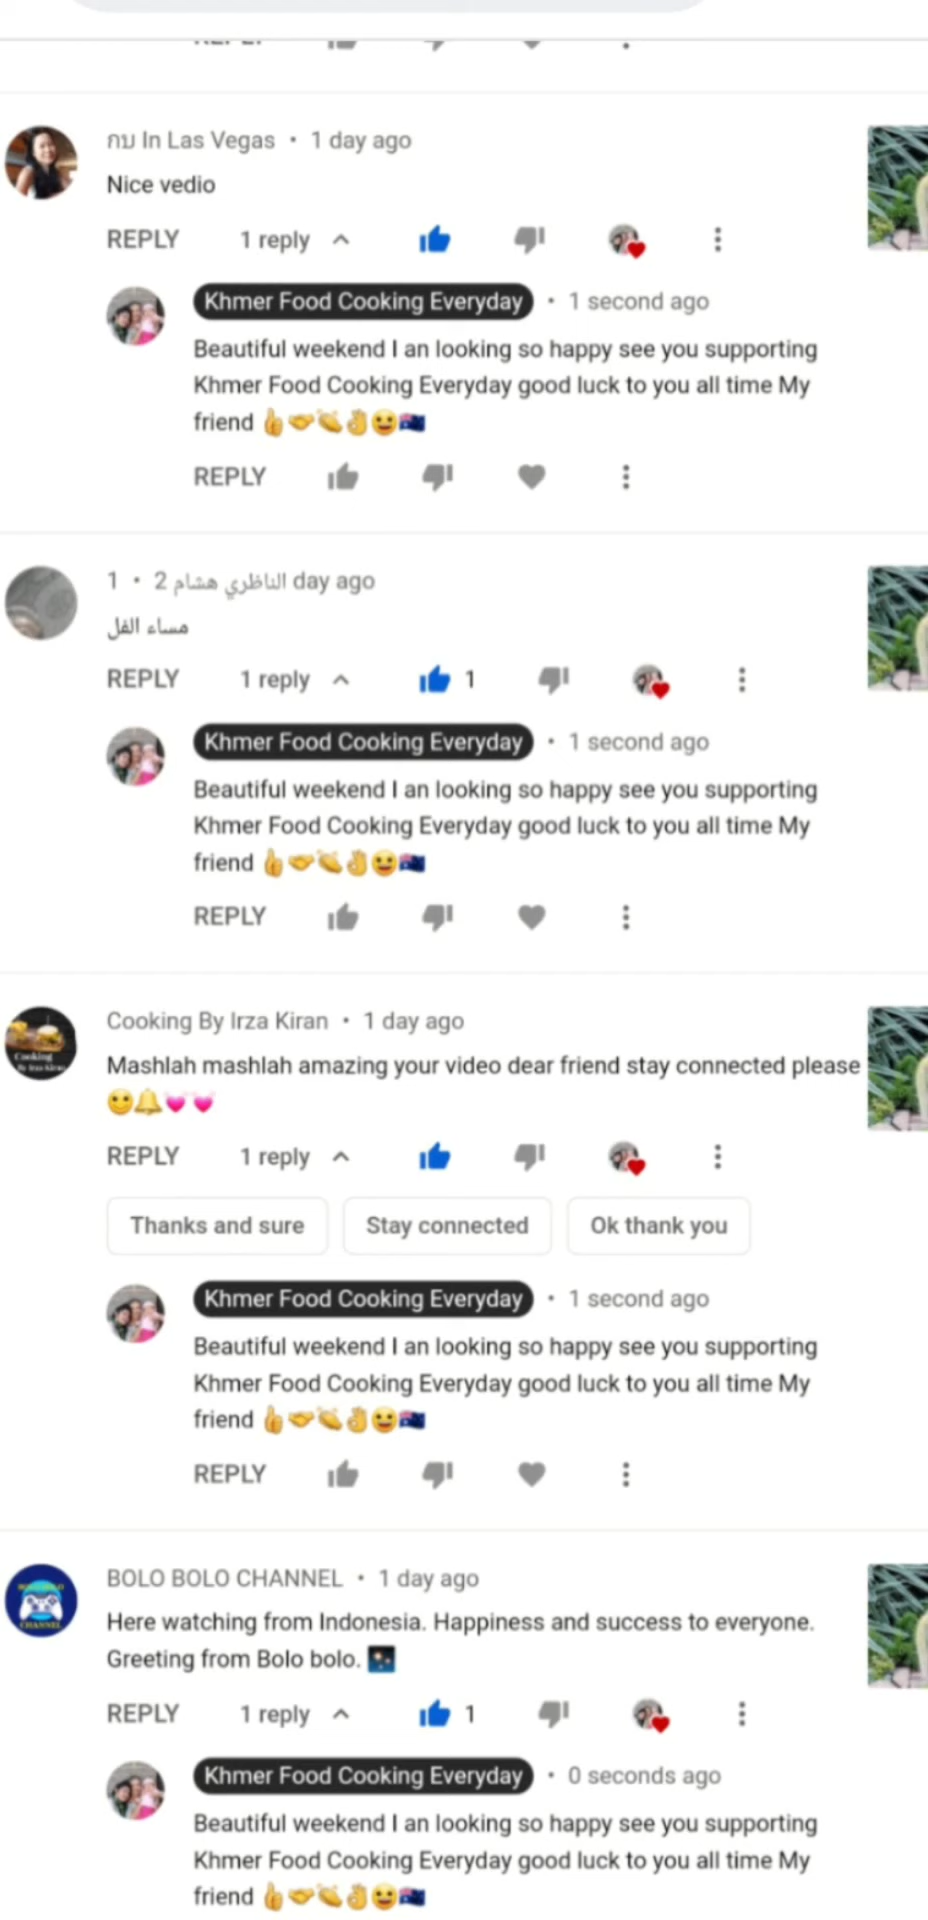 กบ In Las Vegas • 1 day ago
Nice vedio
REPLY 1 reply
Khmer Food Cooking Everyday • 1 second ago
Beautiful weekend I an looking so happy see you supporting
Khmer Food Cooking Everyday good luck to you all time My
friend 👍🤝👏👌😀🇦🇺
REPLY
1 • 2 الناظري هشام day ago
مساء الفل
REPLY 1 reply 1
Khmer Food Cooking Everyday • 1 second ago
Beautiful weekend I an looking so happy see you supporting
Khmer Food Cooking Everyday good luck to you all time My
friend 👍🤝👏👌😀🇦🇺
REPLY
Cooking By Irza Kiran • 1 day ago
Mashlah mashlah amazing your video dear friend stay connected please
🙂🔔💓💓
REPLY 1 reply
Thanks and sure Stay connected Ok thank you
Khmer Food Cooking Everyday • 1 second ago
Beautiful weekend I an looking so happy see you supporting
Khmer Food Cooking Everyday good luck to you all time My
friend 👍🤝👏👌😀🇦🇺
REPLY
BOLO BOLO CHANNEL • 1 day ago
Here watching from Indonesia. Happiness and success to everyone.
Greeting from Bolo bolo. 🎇
REPLY 1 reply 1
Khmer Food Cooking Everyday • 0 seconds ago
Beautiful weekend I an looking so happy see you supporting
Khmer Food Cooking Everyday good luck to you all time My
friend 👍🤝👏👌😀🇦🇺